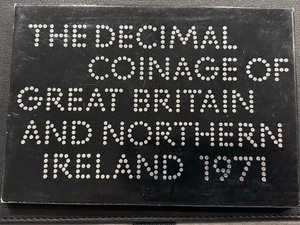 THE DECIMAL
COINAGE OF
GREAT BRITAIN
AND NORTHERN
IRELAND 1971